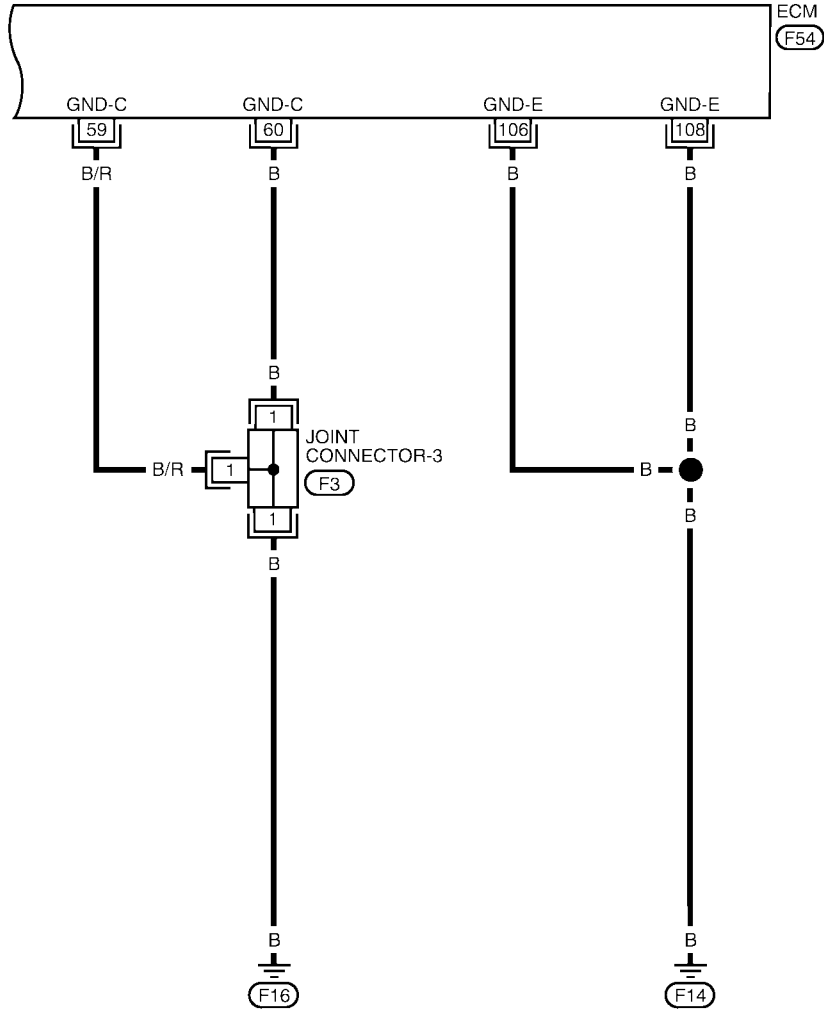 ECM
F54
GND-C GND-C GND-E GND-E
59 60 106 108
B/R B B B
B
1
JOINT
CONNECTOR-3
F3
B
B/R 1 B
1
B
B
B B
F16 F14